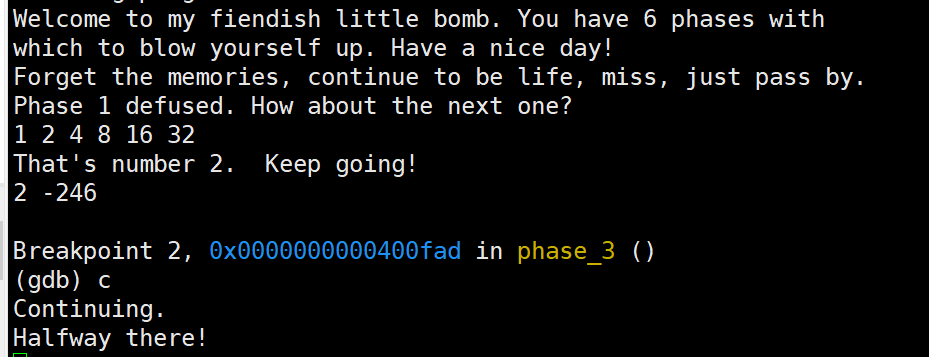 Welcome to my fiendish little bomb. You have 6 phases with
which to blow yourself up. Have a nice day!
Forget the memories, continue to be life, miss, just pass by.
Phase 1 defused. How about the next one?
1 2 4 8 16 32
That's number 2.  Keep going!
2 -246
Breakpoint 2, 0x0000000000400fad in phase_3 ()
(gdb) c
Continuing.
Halfway there!